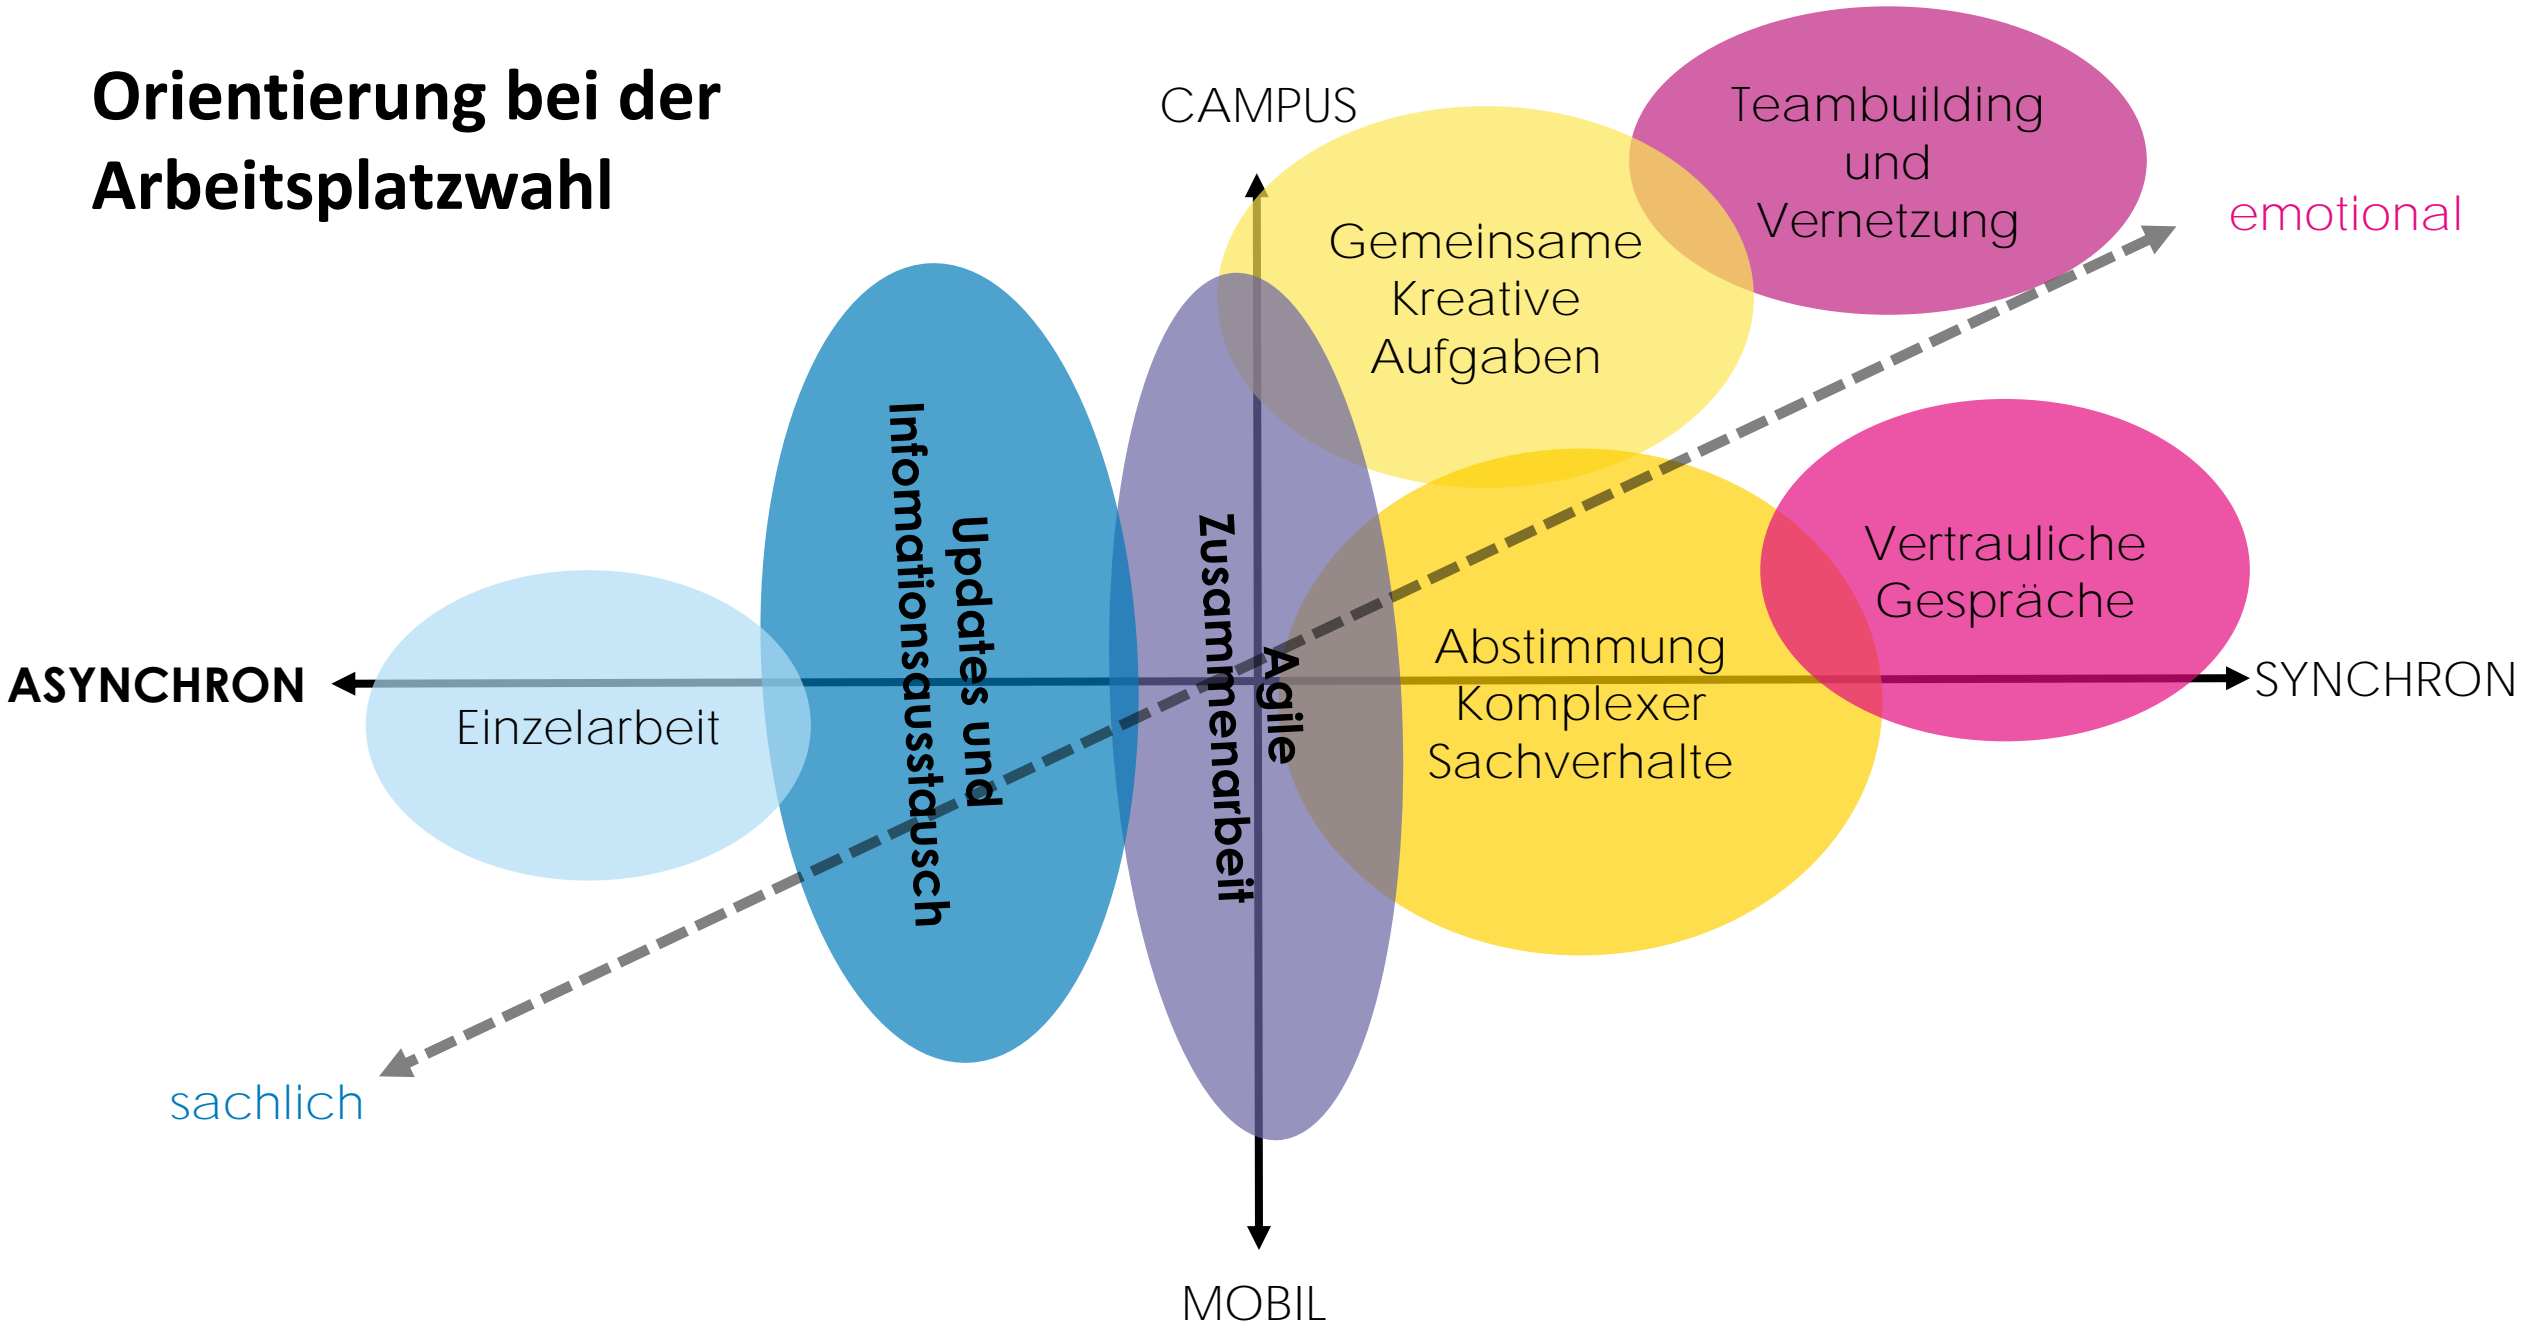 Orientierung bei der
Arbeitsplatzwahl
CAMPUS
Teambuilding
und
Vernetzung
emotional
Gemeinsame
Kreative
Aufgaben
Updates und
Infomationsausstausch
Agile
Zusammenarbeit
Vertrauliche
Gespräche
Abstimmung
Komplexer
Sachverhalte
ASYNCHRON
Einzelarbeit
SYNCHRON
sachlich
MOBIL